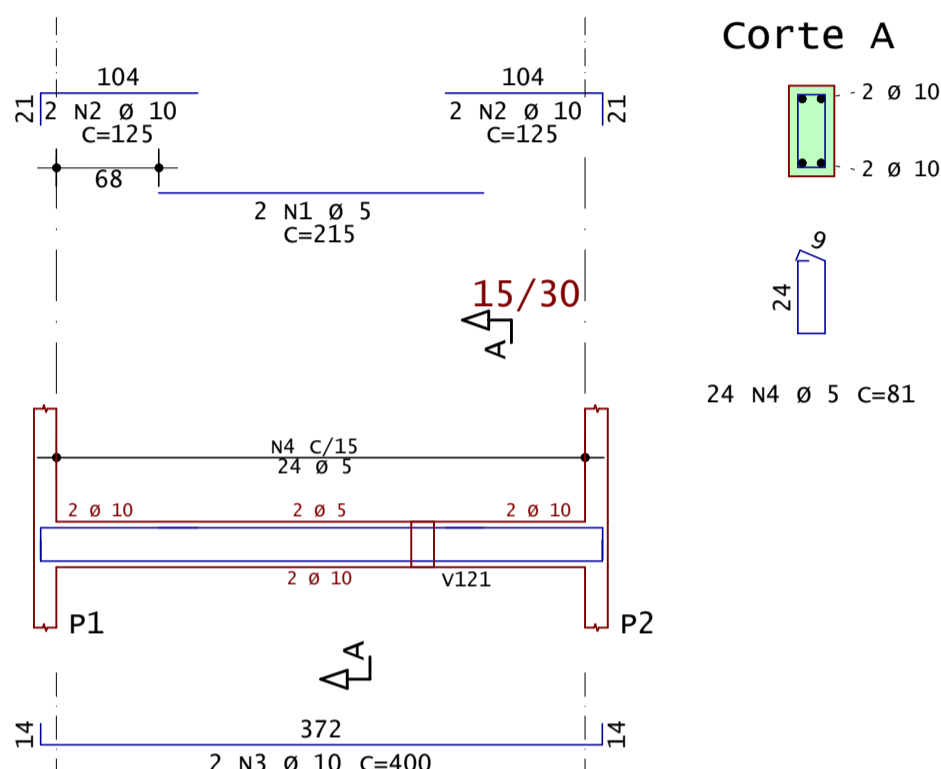 Corte A
104
104
21
2 N2 Ø 10
C=125
2 N2 Ø 10
C=125
21
2 Ø 10
2 Ø 10
68
2 N1 Ø 5
C=215
9
24
15/30
A
24 N4 Ø 5 C=81
N4 C/15
24 Ø 5
2 Ø 10
2 Ø 5
2 Ø 10
2 Ø 10
V121
P1
P2
A
14
372
14
2 N3 Ø 10 C=400